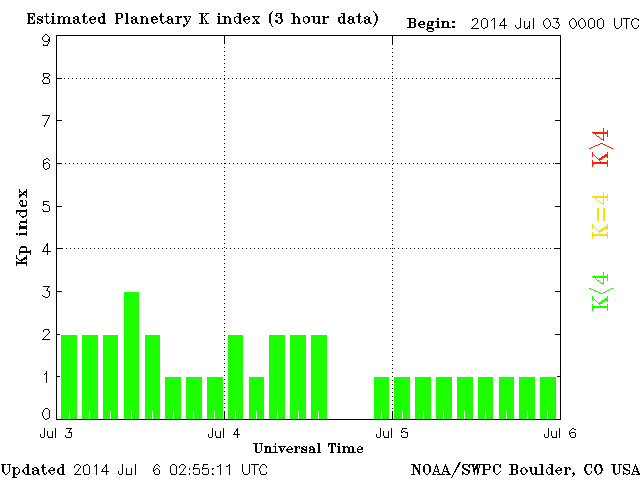 Estimated Planetary K index (3 hour data)
Begin: 2014 Jul 03 0000 UTC
9
8
7
6
5
4
3
2
1
0
Kp index
Jul 3
Jul 4
Jul 5
Jul 6
Universal Time
K>4
K=4
K<4
Updated 2014 Jul 6 02:55:11 UTC
NOAA/SWPC Boulder, CO USA